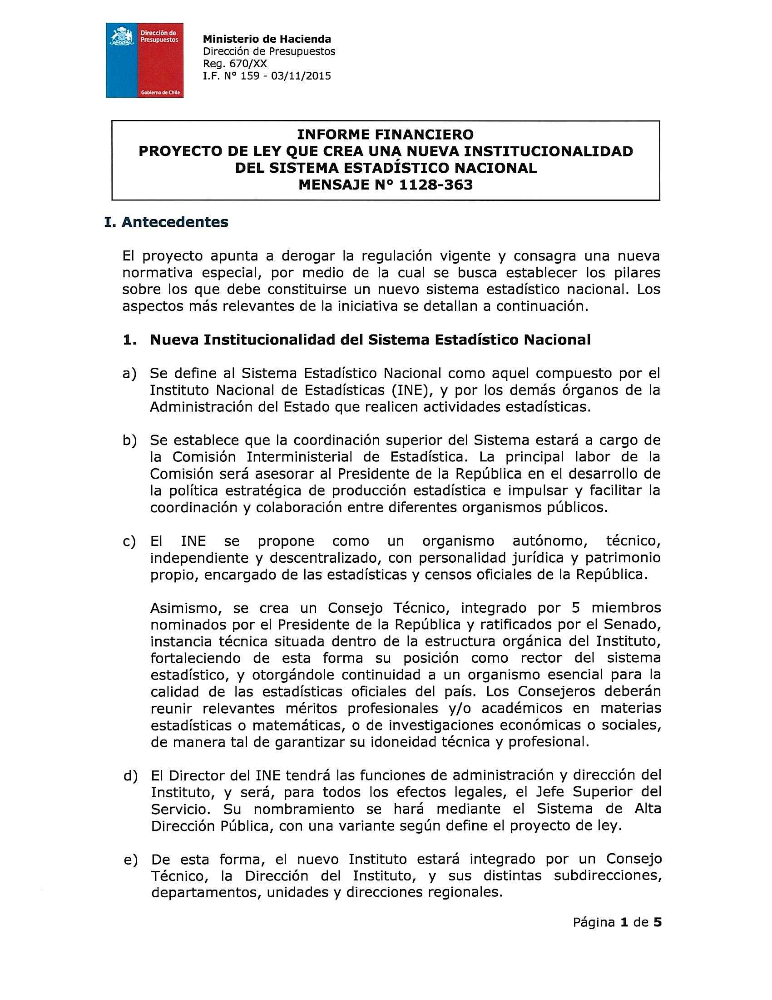 Dirección de
Presupuestos
Gobierno de Chile
Ministerio de Hacienda
Dirección de Presupuestos
Reg. 670/XX
I.F. N° 159 - 03/11/2015
INFORME FINANCIERO
PROYECTO DE LEY QUE CREA UNA NUEVA INSTITUCIONALIDAD
DEL SISTEMA ESTADÍSTICO NACIONAL
MENSAJE N° 1128-363
I. Antecedentes
El proyecto apunta a derogar la regulación vigente y consagra una nueva
normativa especial, por medio de la cual se busca establecer los pilares
sobre los que debe constituirse un nuevo sistema estadístico nacional. Los
aspectos más relevantes de la iniciativa se detallan a continuación.
1. Nueva Institucionalidad del Sistema Estadístico Nacional
a) Se define al Sistema Estadístico Nacional como aquel compuesto por el
Instituto Nacional de Estadísticas (INE), y por los demás órganos de la
Administración del Estado que realicen actividades estadísticas.
b) Se establece que la coordinación superior del Sistema estará a cargo de
la Comisión Interministerial de Estadística. La principal labor de la
Comisión será asesorar al Presidente de la República en el desarrollo de
la política estratégica de producción estadística e impulsar y facilitar la
coordinación y colaboración entre diferentes organismos públicos.
c) El INE se propone como un organismo autónomo, técnico,
independiente y descentralizado, con personalidad jurídica y patrimonio
propio, encargado de las estadísticas y censos oficiales de la República.
Asimismo, se crea un Consejo Técnico, integrado por 5 miembros
nominados por el Presidente de la República y ratificados por el Senado,
instancia técnica situada dentro de la estructura orgánica del Instituto,
fortaleciendo de esta forma su posición como rector del sistema
estadístico, y otorgándole continuidad a un organismo esencial para la
calidad de las estadísticas oficiales del país. Los Consejeros deberán
reunir relevantes méritos profesionales y/o académicos en materias
estadísticas o matemáticas, o de investigaciones económicas o sociales,
de manera tal de garantizar su idoneidad técnica y profesional.
d) El Director del INE tendrá las funciones de administración y dirección del
Instituto, y será, para todos los efectos legales, el Jefe Superior del
Servicio. Su nombramiento se hará mediante el Sistema de Alta
Dirección Pública, con una variante según define el proyecto de ley.
e) De esta forma, el nuevo Instituto estará integrado por un Consejo
Técnico, la Dirección del Instituto, y sus distintas subdirecciones,
departamentos, unidades y direcciones regionales.
Página 1 de 5